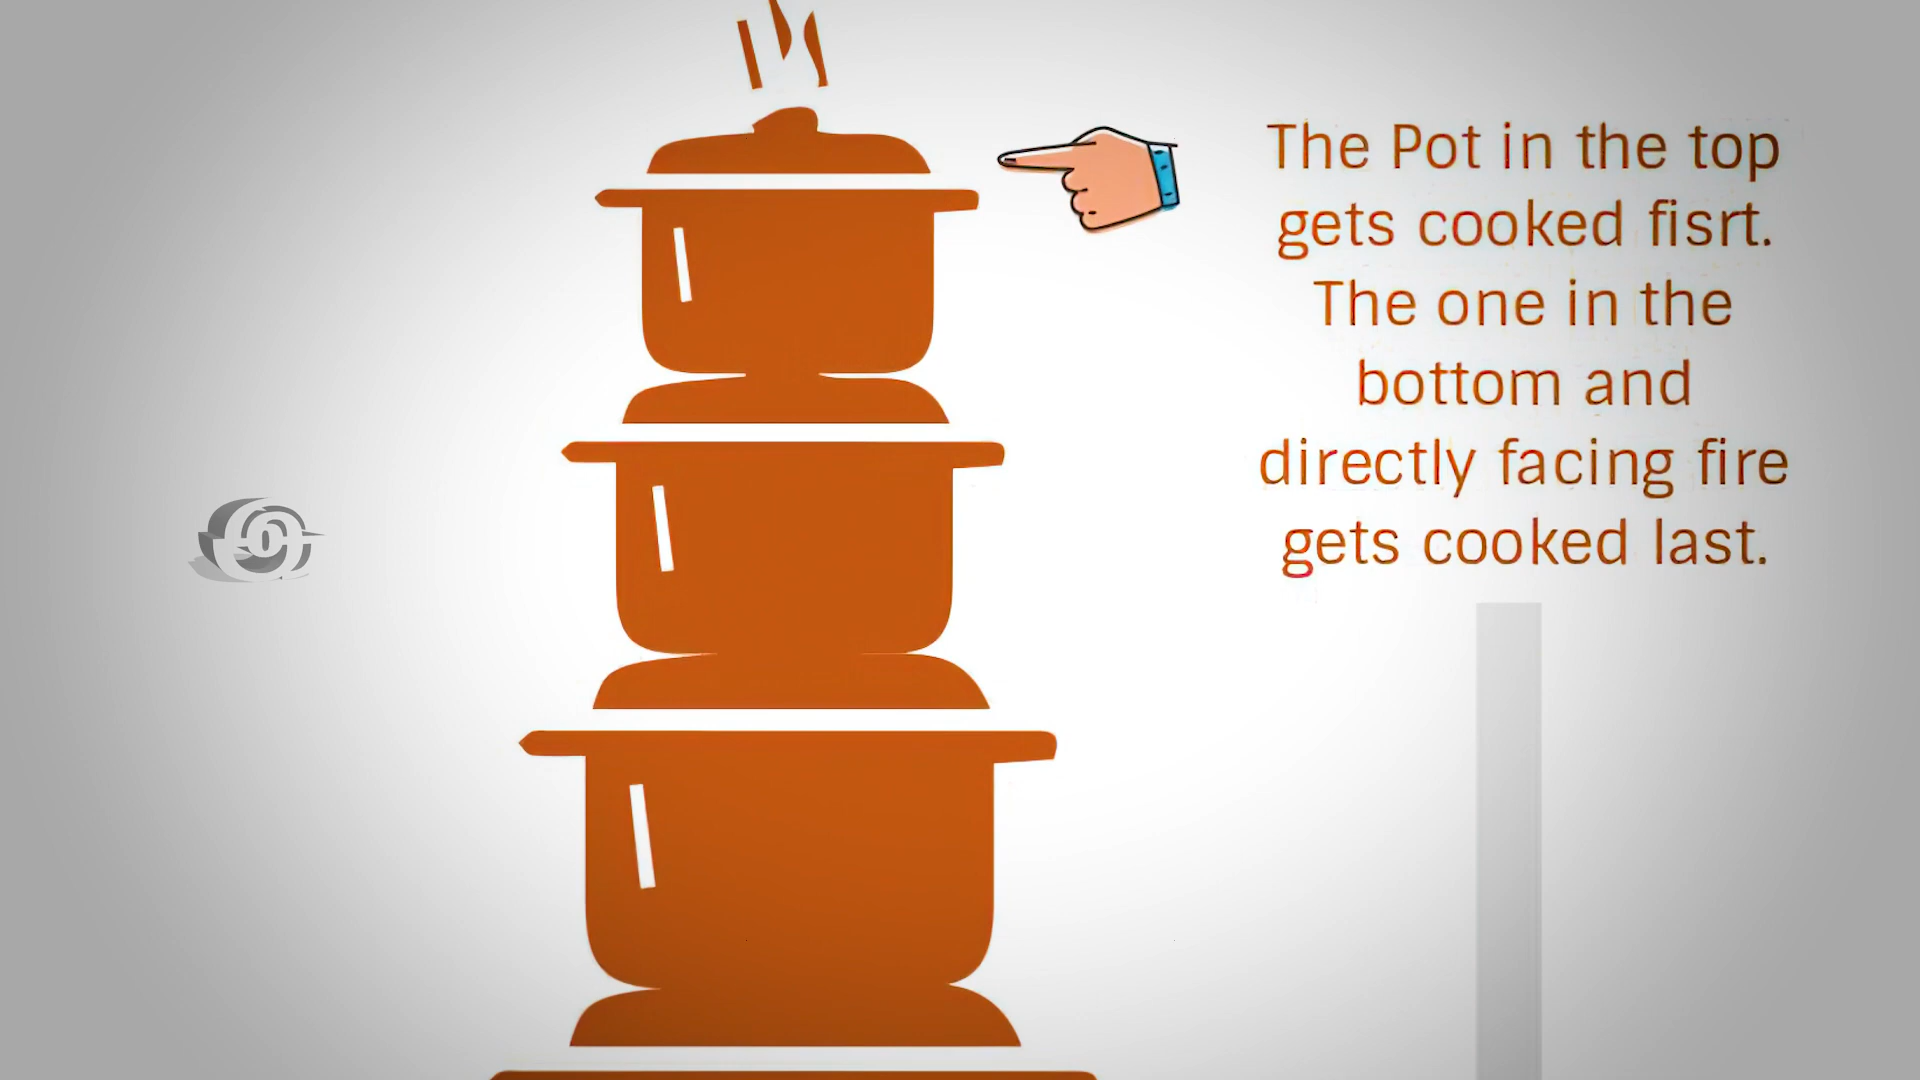 The Pot in the top
gets cooked fisrt.
The one in the
bottom and
directly facing fire
gets cooked last.